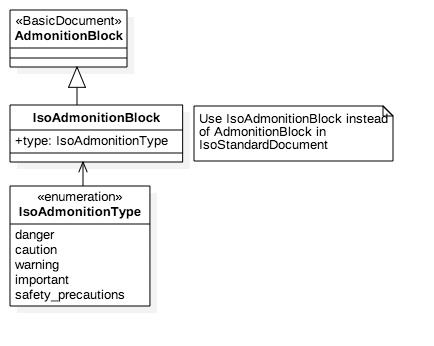 «BasicDocument»
AdmonitionBlock
IsoAdmonitionBlock
+type: IsoAdmonitionType
Use IsoAdmonitionBlock instead
of AdmonitionBlock in
IsoStandardDocument
«enumeration»
IsoAdmonitionType
danger
caution
warning
important
safety_precautions